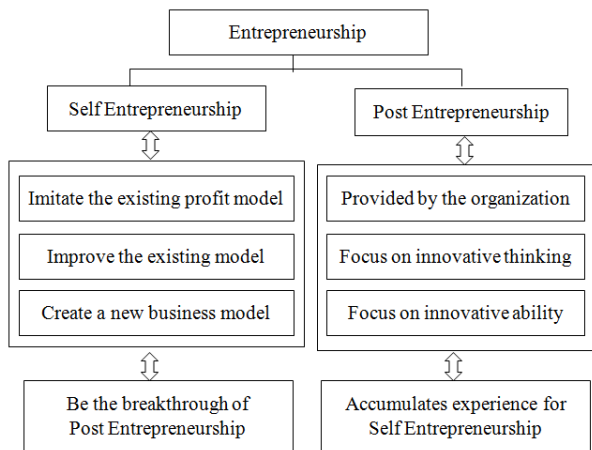 Entrepreneurship
Self Entrepreneurship
Post Entrepreneurship
Imitate the existing profit model
Improve the existing model
Create a new business model
Provided by the organization
Focus on innovative thinking
Focus on innovative ability
Be the breakthrough of
Post Entrepreneurship
Accumulates experience for
Self Entrepreneurship